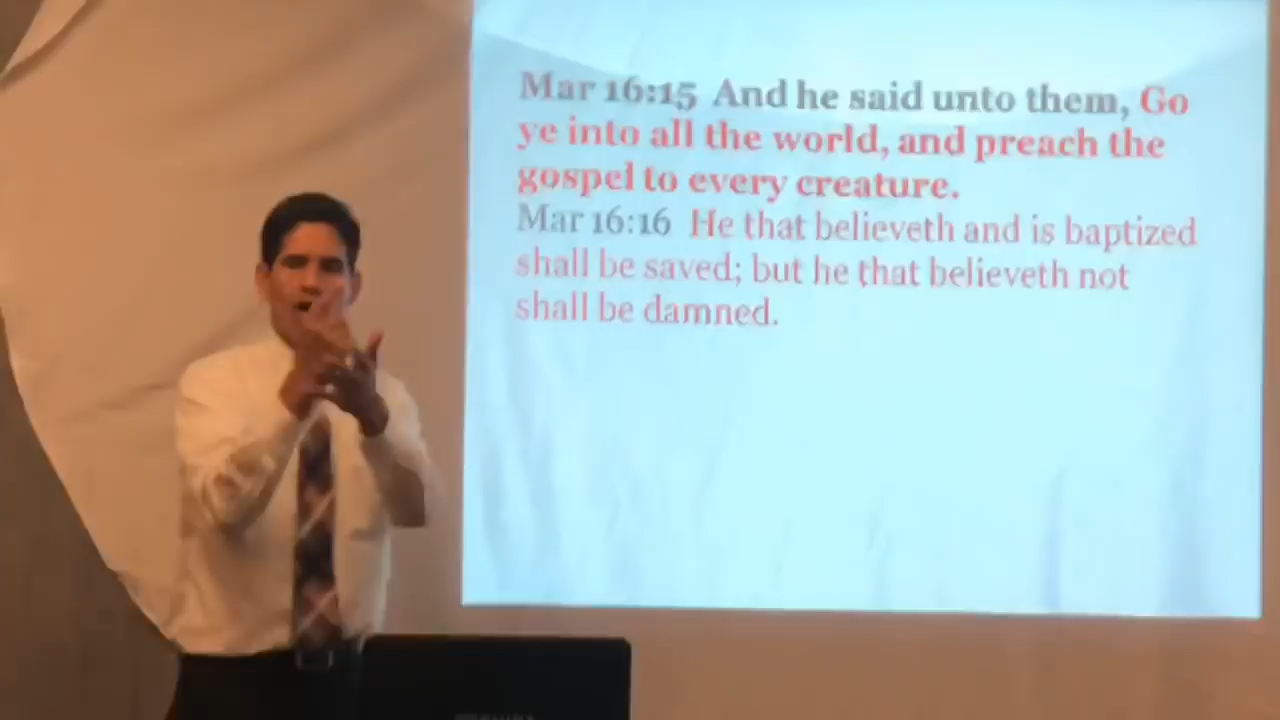 Mar 16:15 And he said unto them, Go
ye into all the world, and preach the
gospel to every creature.
Mar 16:16 He that believeth and is baptized
shall be saved; but he that believeth not
shall be damned.